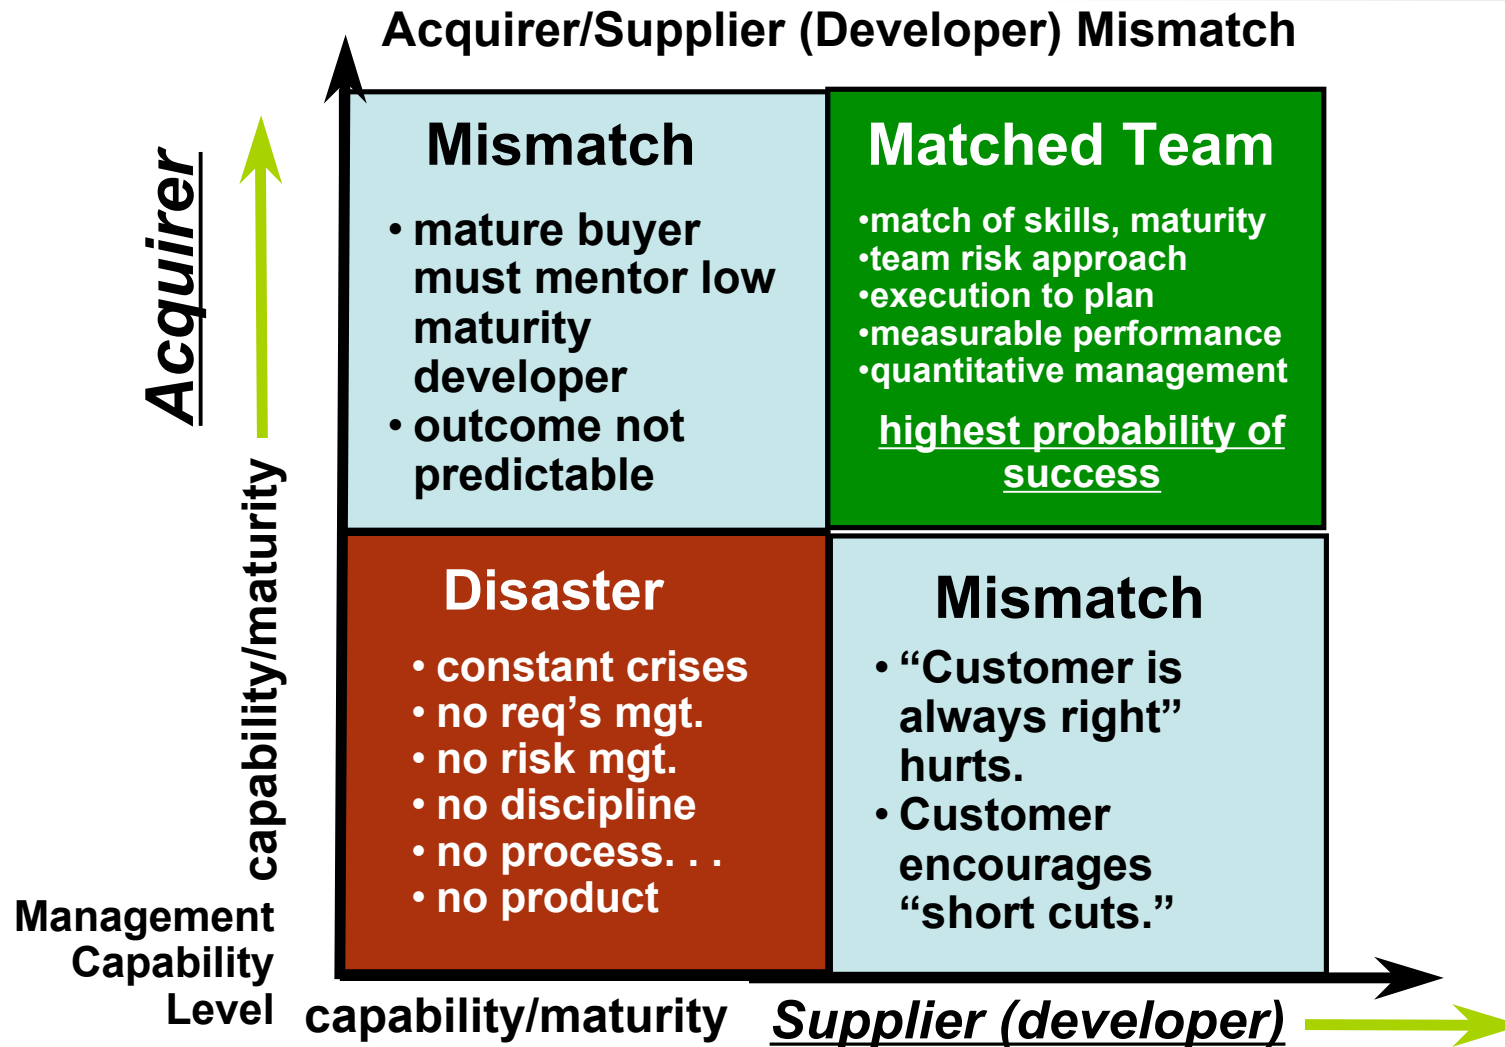 Acquirer/Supplier (Developer) Mismatch
Acquirer
capability/maturity
Mismatch
• mature buyer
must mentor low
maturity
developer
• outcome not
predictable
Matched Team
•match of skills, maturity
•team risk approach
•execution to plan
•measurable performance
•quantitative management
highest probability of
success
Disaster
• constant crises
• no req’s mgt.
• no risk mgt.
• no discipline
• no process. . .
• no product
Mismatch
• “Customer is
always right”
hurts.
• Customer
encourages
“short cuts.”
Management
Capability
Level
capability/maturity
Supplier (developer)